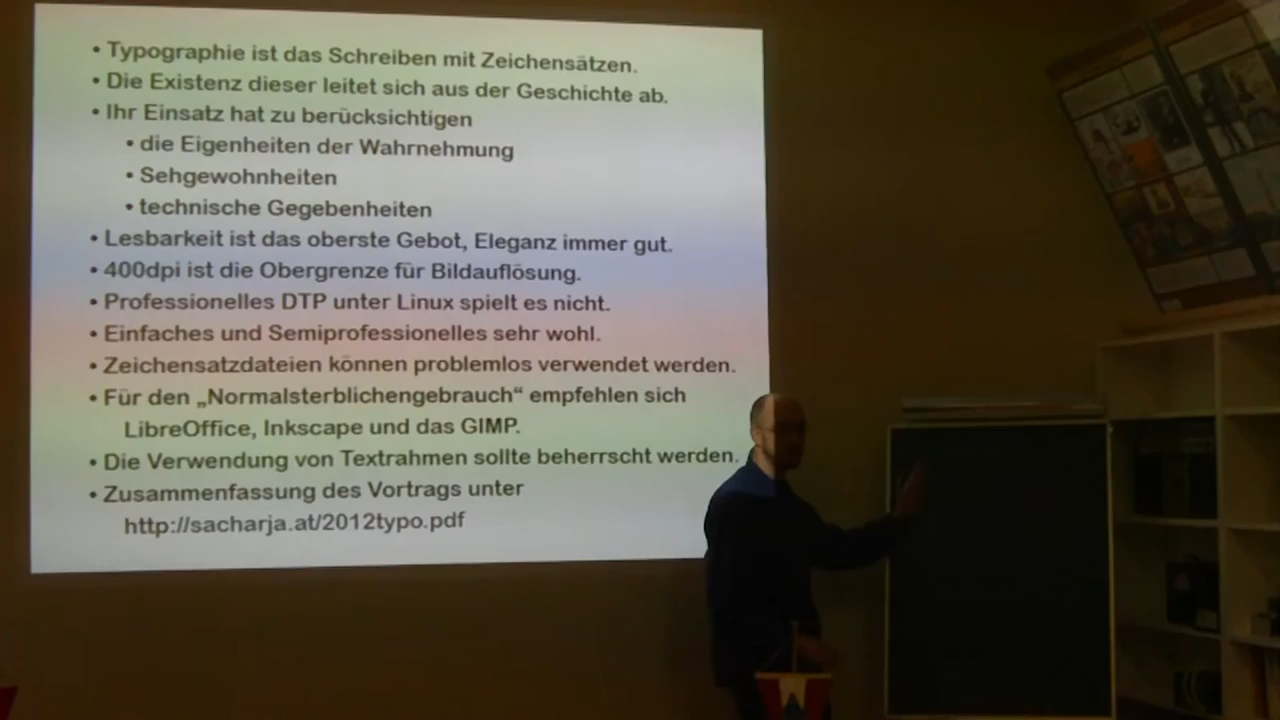 • Typographie ist das Schreiben mit Zeichensätzen.
• Die Existenz dieser leitet sich aus der Geschichte ab.
• Ihr Einsatz hat zu berücksichtigen
• die Eigenheiten der Wahrnehmung
• Sehgewohnheiten
• technische Gegebenheiten
• Lesbarkeit ist das oberste Gebot, Eleganz immer gut.
• 400dpi ist die Obergrenze für Bildauflösung.
• Professionelles DTP unter Linux spielt es nicht.
• Einfaches und Semiprofessionelles sehr wohl.
• Zeichensatzdateien können problemlos verwendet werden.
• Für den „Normalsterblichengebrauch“ empfehlen sich
LibreOffice, Inkscape und das GIMP.
• Die Verwendung von Textrahmen sollte beherrscht werden.
• Zusammenfassung des Vortrags unter
http://sacharja.at/2012typo.pdf